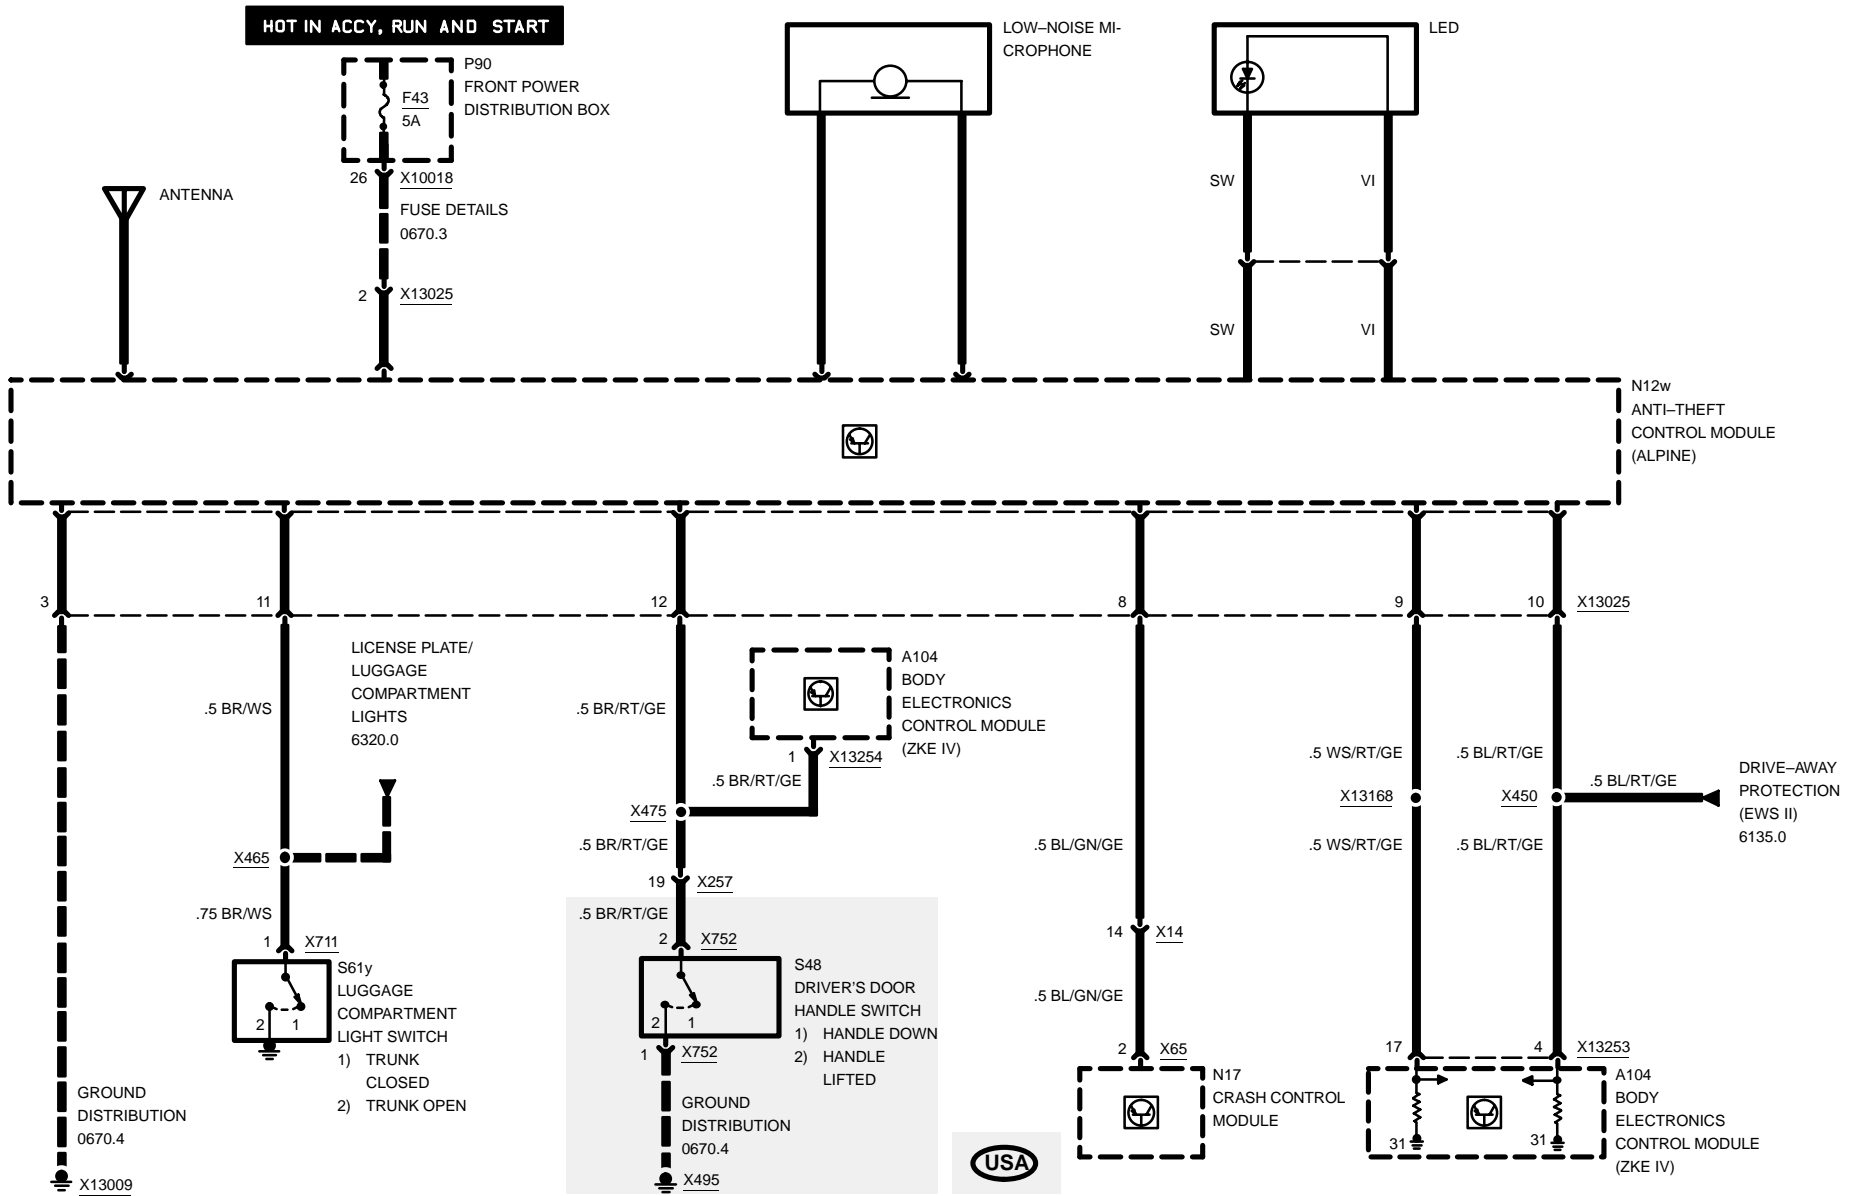 HOT IN ACCY, RUN AND START
P90
FRONT POWER
DISTRIBUTION BOX
F43
5A
26
X10018
FUSE DETAILS
0670.3
2
X13025
ANTENNA
LOW–NOISE MI-
CROPHONE
LED
SW
VI
SW
VI
N12w
ANTI–THEFT
CONTROL MODULE
(ALPINE)
3
11
12
8
9
10
X13025
LICENSE PLATE/
LUGGAGE
COMPARTMENT
LIGHTS
6320.0
.5 BR/WS
X465
.75 BR/WS
1
X711
S61y
LUGGAGE
COMPARTMENT
LIGHT SWITCH
1) TRUNK
CLOSED
2) TRUNK OPEN
2
1
GROUND
DISTRIBUTION
0670.4
X13009
.5 BR/RT/GE
A104
BODY
ELECTRONICS
CONTROL MODULE
(ZKE IV)
1
X13254
.5 BR/RT/GE
X475
.5 BR/RT/GE
19
X257
.5 BR/RT/GE
2
X752
S48
DRIVER'S DOOR
HANDLE SWITCH
1) HANDLE DOWN
2) HANDLE
LIFTED
2
1
1
X752
GROUND
DISTRIBUTION
0670.4
X495
.5 BL/GN/GE
14
X14
.5 BL/GN/GE
2
X65
N17
CRASH CONTROL
MODULE
USA
.5 WS/RT/GE
.5 BL/RT/GE
X13168
X450
.5 BL/RT/GE
DRIVE–AWAY
PROTECTION
(EWS II)
6135.0
.5 WS/RT/GE
.5 BL/RT/GE
17
4
X13253
A104
BODY
ELECTRONICS
CONTROL MODULE
(ZKE IV)
31
31